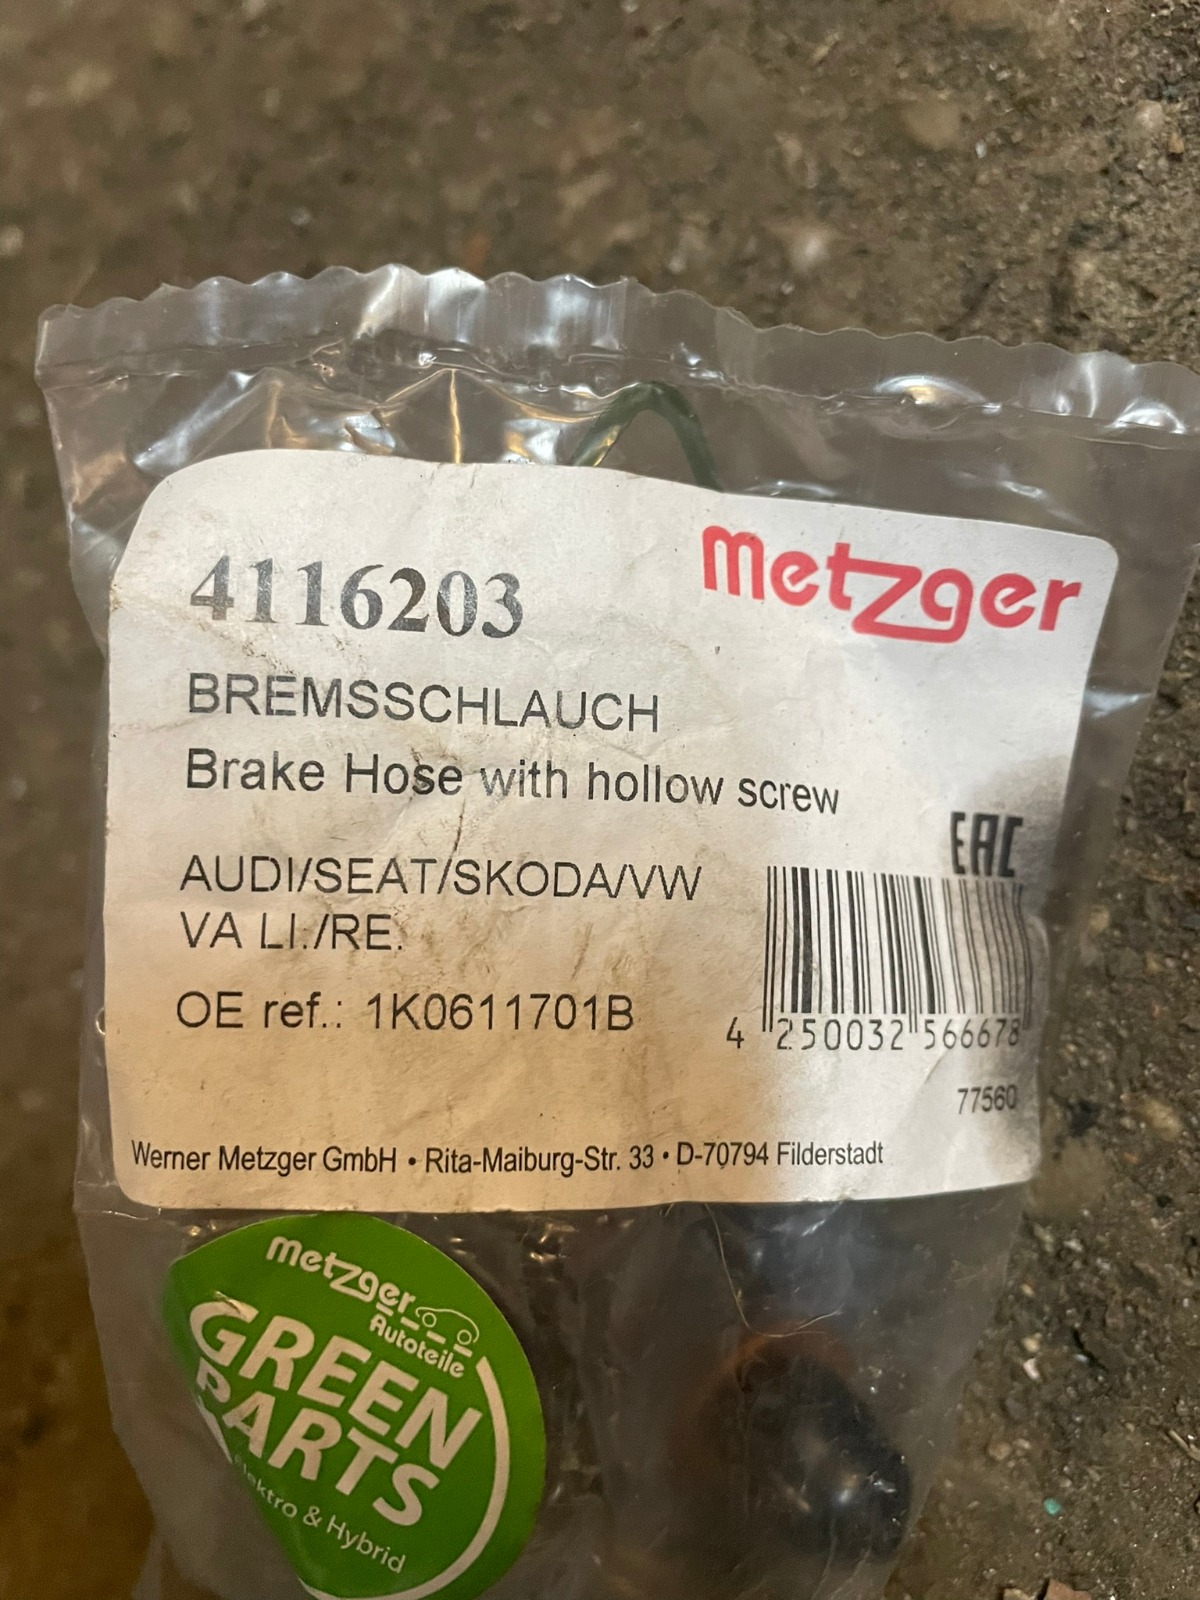 4116203
metzger
BREMSSCHLAUCH
Brake Hose with hollow screw
EAC
AUDI/SEAT/SKODA/VW
VA LI./RE.
OE ref.: 1K0611701B
4 250032 566678
77560
Werner Metzger GmbH • Rita-Maiburg-Str. 33 • D-70794 Filderstadt
metzger
Autoteile
GREEN
PARTS
Elektro & Hybrid